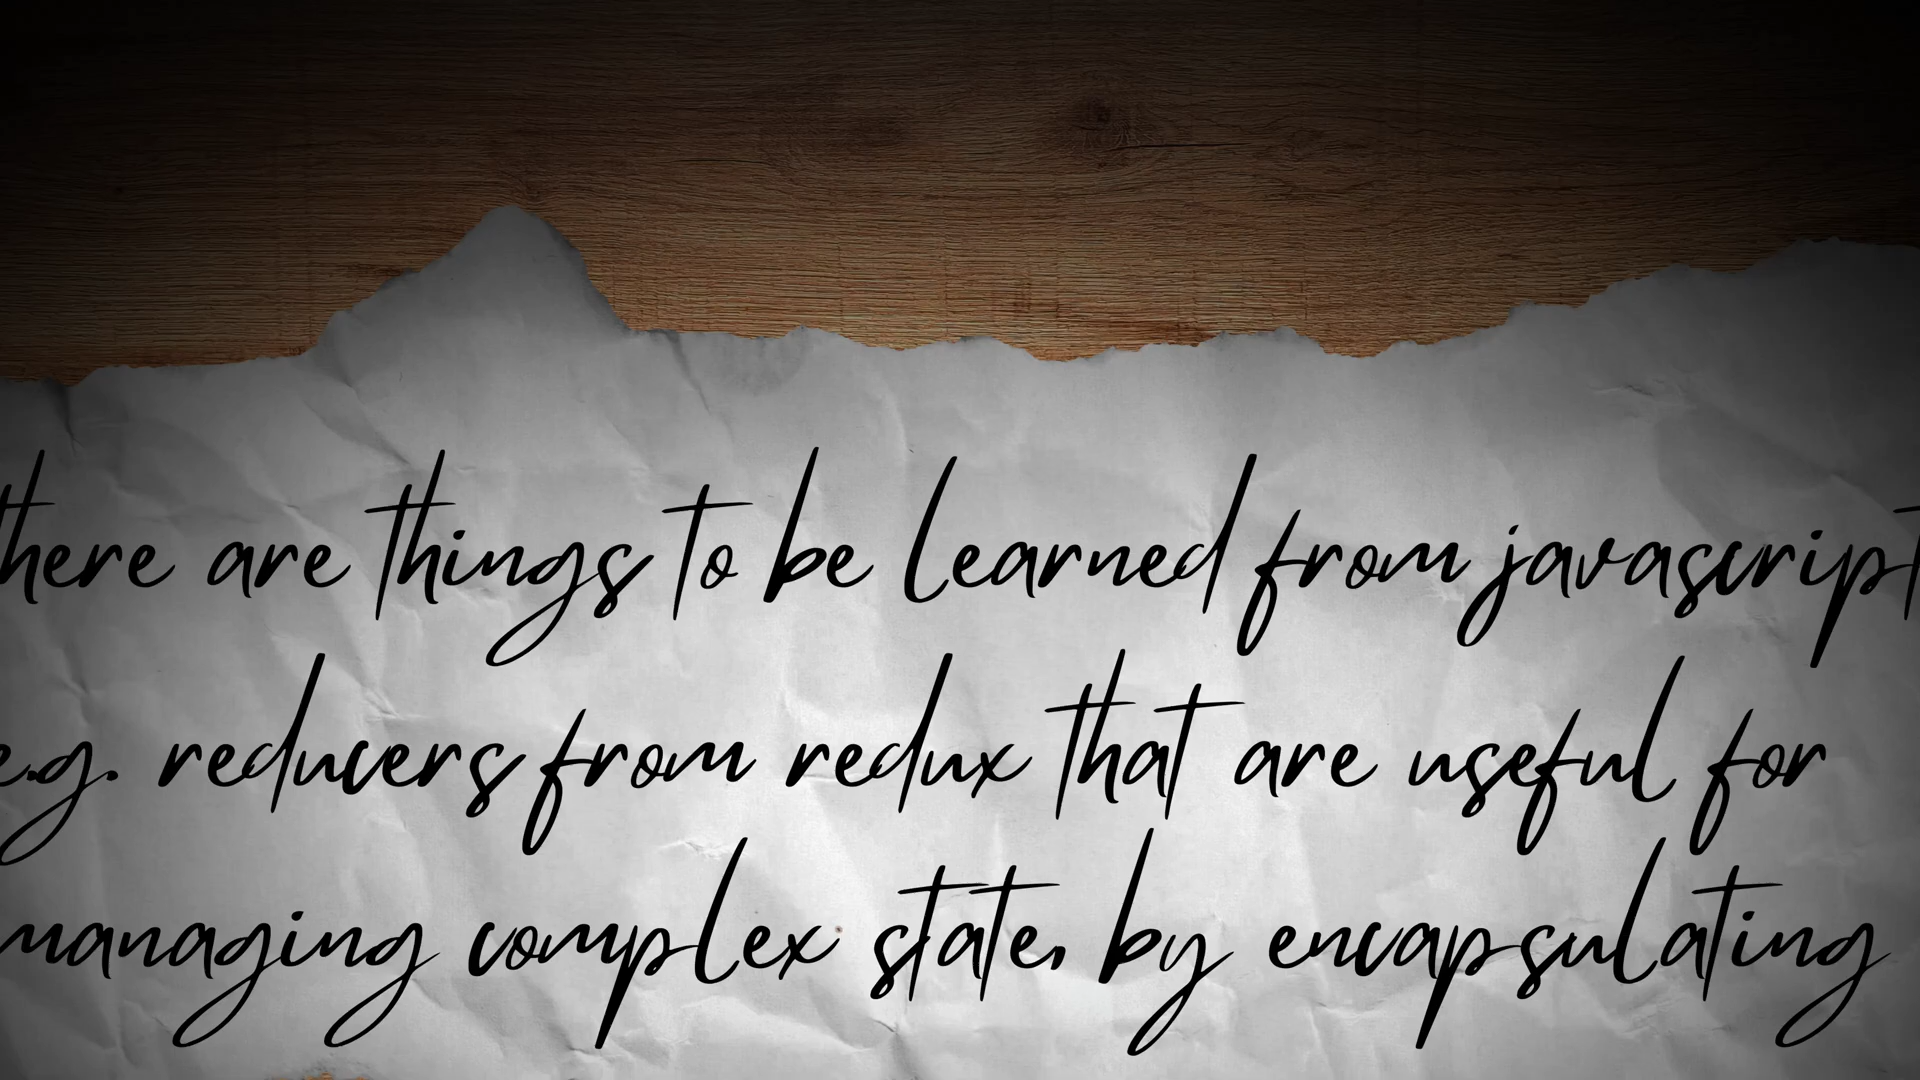 there are things to be learned from javascript
e.g. reducers from redux that are useful for
managing complex state, by encapsulating